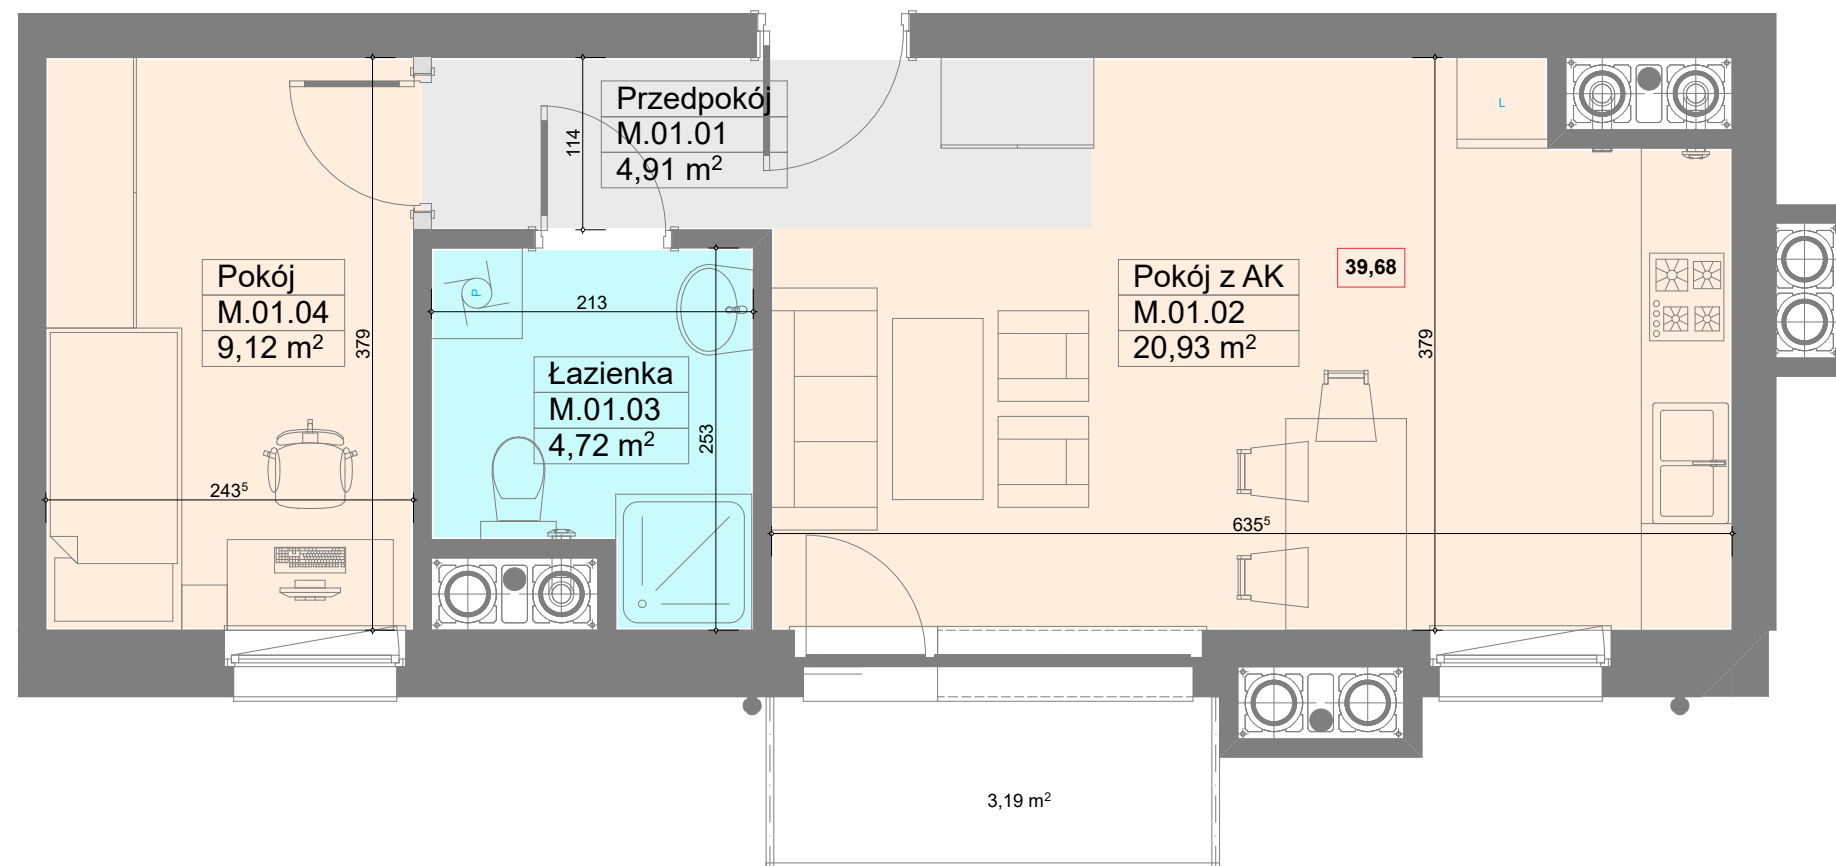 Przedpokój
M.01.01
4,91 m²
114
L
Pokój
M.01.04
9,12 m²
379
243⁵
P
213
Łazienka
M.01.03
4,72 m²
253
Pokój z AK
M.01.02
20,93 m²
39,68
379
635⁵
3,19 m²